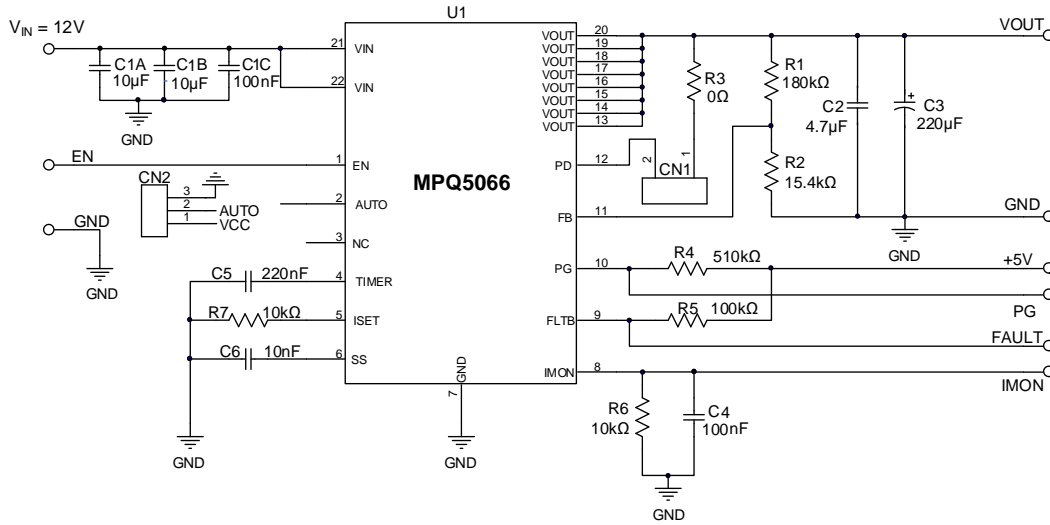 U1
V_IN = 12V
C1A
10µF
C1B
10µF
C1C
100nF
GND
21
VIN
22
VIN
EN
1
EN
CN2
3
2
AUTO
1
VCC
2
AUTO
GND
GND
3
NC
C5
220nF
4
TIMER
R7
10kΩ
5
ISET
C6
10nF
6
SS
GND
MPQ5066
GND
7
GND
VOUT
20
VOUT
19
VOUT
18
VOUT
17
VOUT
16
VOUT
15
VOUT
14
VOUT
13
R3
0Ω
R1
180kΩ
C2
4.7µF
+
C3
220µF
VOUT
PD
12
2
1
CN1
R2
15.4kΩ
FB
11
GND
GND
PG
10
R4
510kΩ
+5V
PG
FLTB
9
R5
100kΩ
FAULT
IMON
8
IMON
R6
10kΩ
C4
100nF
GND